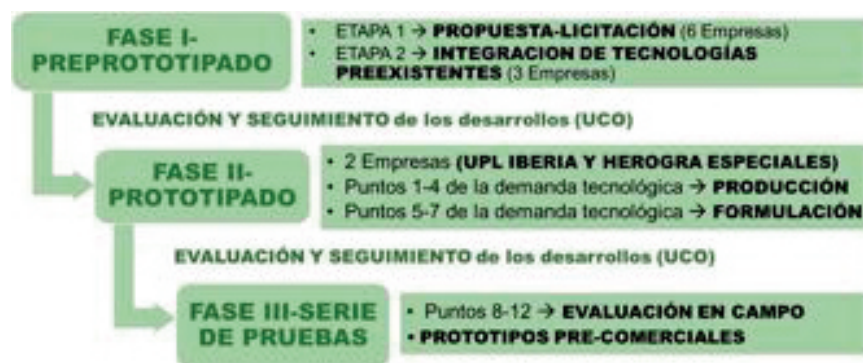 FASE I-
PREPROTOTIPADO
• ETAPA 1 → PROPUESTA-LICITACIÓN (6 Empresas)
• ETAPA 2 → INTEGRACION DE TECNOLOGÍAS
PREEXISTENTES (3 Empresas)
EVALUACIÓN Y SEGUIMIENTO de los desarrollos (UCO)
FASE II-
PROTOTIPADO
• 2 Empresas (UPL IBERIA Y HEROGRA ESPECIALES)
• Puntos 1-4 de la demanda tecnológica → PRODUCCIÓN
• Puntos 5-7 de la demanda tecnológica → FORMULACIÓN
EVALUACIÓN Y SEGUIMIENTO de los desarrollos (UCO)
FASE III-SERIE
DE PRUEBAS
• Puntos 8-12 → EVALUACIÓN EN CAMPO
• PROTOTIPOS PRE-COMERCIALES